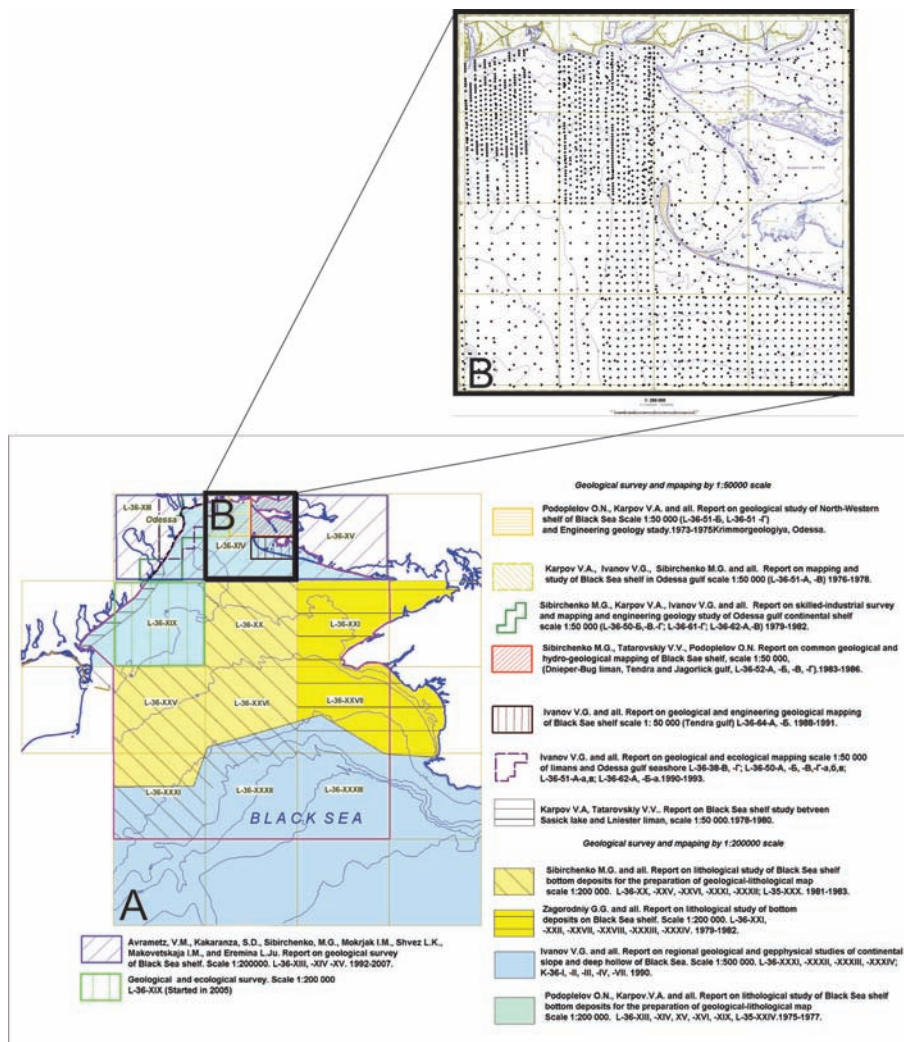 B
1: 200 000
Geological survey and mpaping by 1:50000 scale
Podoplelov O.N., Karpov V.A. and all. Report on geological study of North-Western
shelf of Black Sea Scale 1:50 000 (L-36-51-Б, L-36-51 -Г)
and Engineering geology stady.1973-1975Krimmorgeologiya, Odessa.
Karpov V.A., Ivanov V.G., Sibirchenko M.G. and all. Report on mapping and
study of Black Sea shelf in Odessa gulf scale 1:50 000 (L-36-51-A, -B) 1976-1978.
Sibirchenko M.G., Karpov V.A., Ivanov V.G. and all. Report on skilled-industrial survey
and mapping and engineering geology study of Odessa gulf continental shelf
scale 1:50 000 (L-36-50-Б,-В.-Г; L-36-61-Г; L-36-62-А,-В) 1979-1982.
Sibirchenko M.G., Tatarovskiy V.V., Podoplelov O.N. Report on common geological and
hydro-geological mapping of Black Sae shelf, scale 1:50 000,
(Dnieper-Bug liman, Tendra and Jagorlick gulf, L-36-52-А, -Б, -В, -Г).1983-1986.
Ivanov V.G. and all. Report on geological and engineering geological mapping
of Black Sae shelf scale 1: 50 000 (Tendra gulf) L-36-64-А, -Б. 1988-1991.
Ivanov V.G. and all. Report on geological and ecological mapping scale 1:50 000
of limans and Odessa gulf seashore L-36-38-В, -Г; L-36-50-А, -Б, -В,-Г-а,б,в;
L-36-51-А-а,в; L-36-62-А, -Б-а.1990-1993.
Karpov V.A, Tatarovskiy V.V.. Report on Black Sea shelf study betveen
Sasick lake and Lniester liman, scale 1:50 000.1978-1980.
Geological survey and mpaping by 1:200000 scale
Sibirchenko M.G. and all. Report on lithological study of Black Sea shelf
bottom deposits for the preparation of geological-lithological map
scale 1:200 000. L-36-XX, -XXV, -XXVI, -XXXI, -XXXII; L-35-XXX. 1981-1983.
Zagorodniy G.G. and all. Report on lithological study of bottom
deposits on Black Sea shelf. Scale 1:200 000. L-36-XXI,
-XXII, -XXVII, -XXVIII, -XXXIII, -XXXIV. 1979-1982.
Ivanov V.G. and all. Report on regional geological and gepphysical studies of continental
slope and deep hollow of Black Sea. Scale 1:500 000. L-36-XXXI, -XXXII, -XXXIII, -XXXIV;
K-36-I, -II, -III, -IV, -VII. 1990.
Podoplelov O.N., Karpov.V.A. and all. Report on lithological study of Black Sea shelf
bottom deposits for the preparation of geological-lithological map
Scale 1:200 000. L-36-XIII, -XIV, XV, -XVI, -XIX, L-35-XXIV.1975-1977.
L-36-XIII
Odessa
B
L-36-XIV
L-36-XV
L-36-XIX
L-36-XX
L-36-XXI
L-36-XXV
L-36-XXVI
L-36-XXVII
L-36-XXXI
L-36-XXXII
L-36-XXXIII
BLACK SEA
A
Avrametz, V.M., Kakaranza, S.D., Sibirchenko, M.G., Mokrjak I.M., Shvez L.K.,
Makovetskaja I.M., and Eremina L.Ju. Report on geological survey
of Black Sea shelf. Scale 1:200000. L-36-XIII, -XIV -XV. 1992-2007.
Geological and ecological survey. Scale 1:200 000
L-36-XIX (Started in 2005)